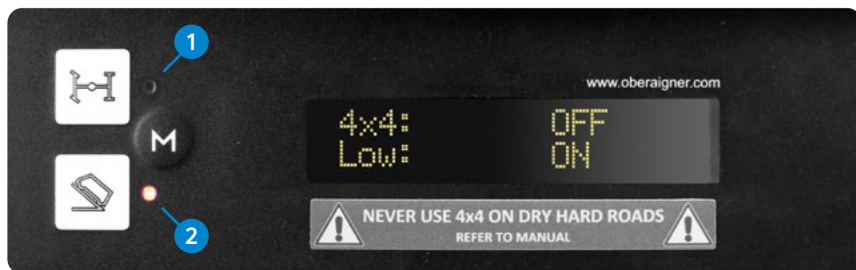 1
www.oberaigner.com
4x4: OFF
M
Low: ON
2
NEVER USE 4x4 ON DRY HARD ROADS
REFER TO MANUAL